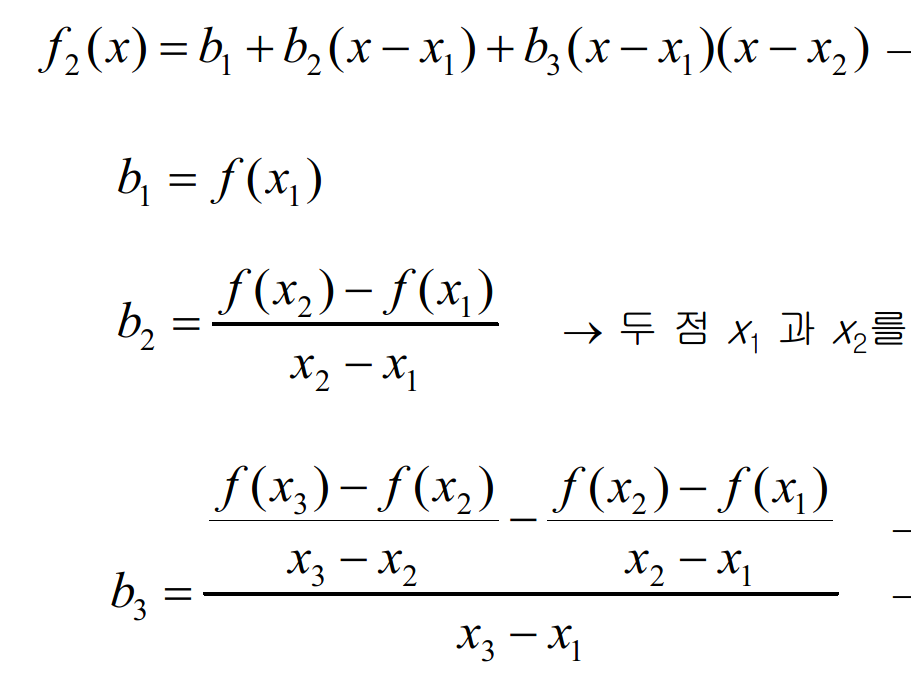 f₂(x) = b₁ + b₂(x − x₁) + b₃(x − x₁)(x − x₂) –
b₁ = f(x₁)
b₂ = (f(x₂) − f(x₁)) / (x₂ − x₁) → 두 점 x₁ 과 x₂를
b₃ = ((f(x₃) − f(x₂)) / (x₃ − x₂) − (f(x₂) − f(x₁)) / (x₂ − x₁)) / (x₃ − x₁)